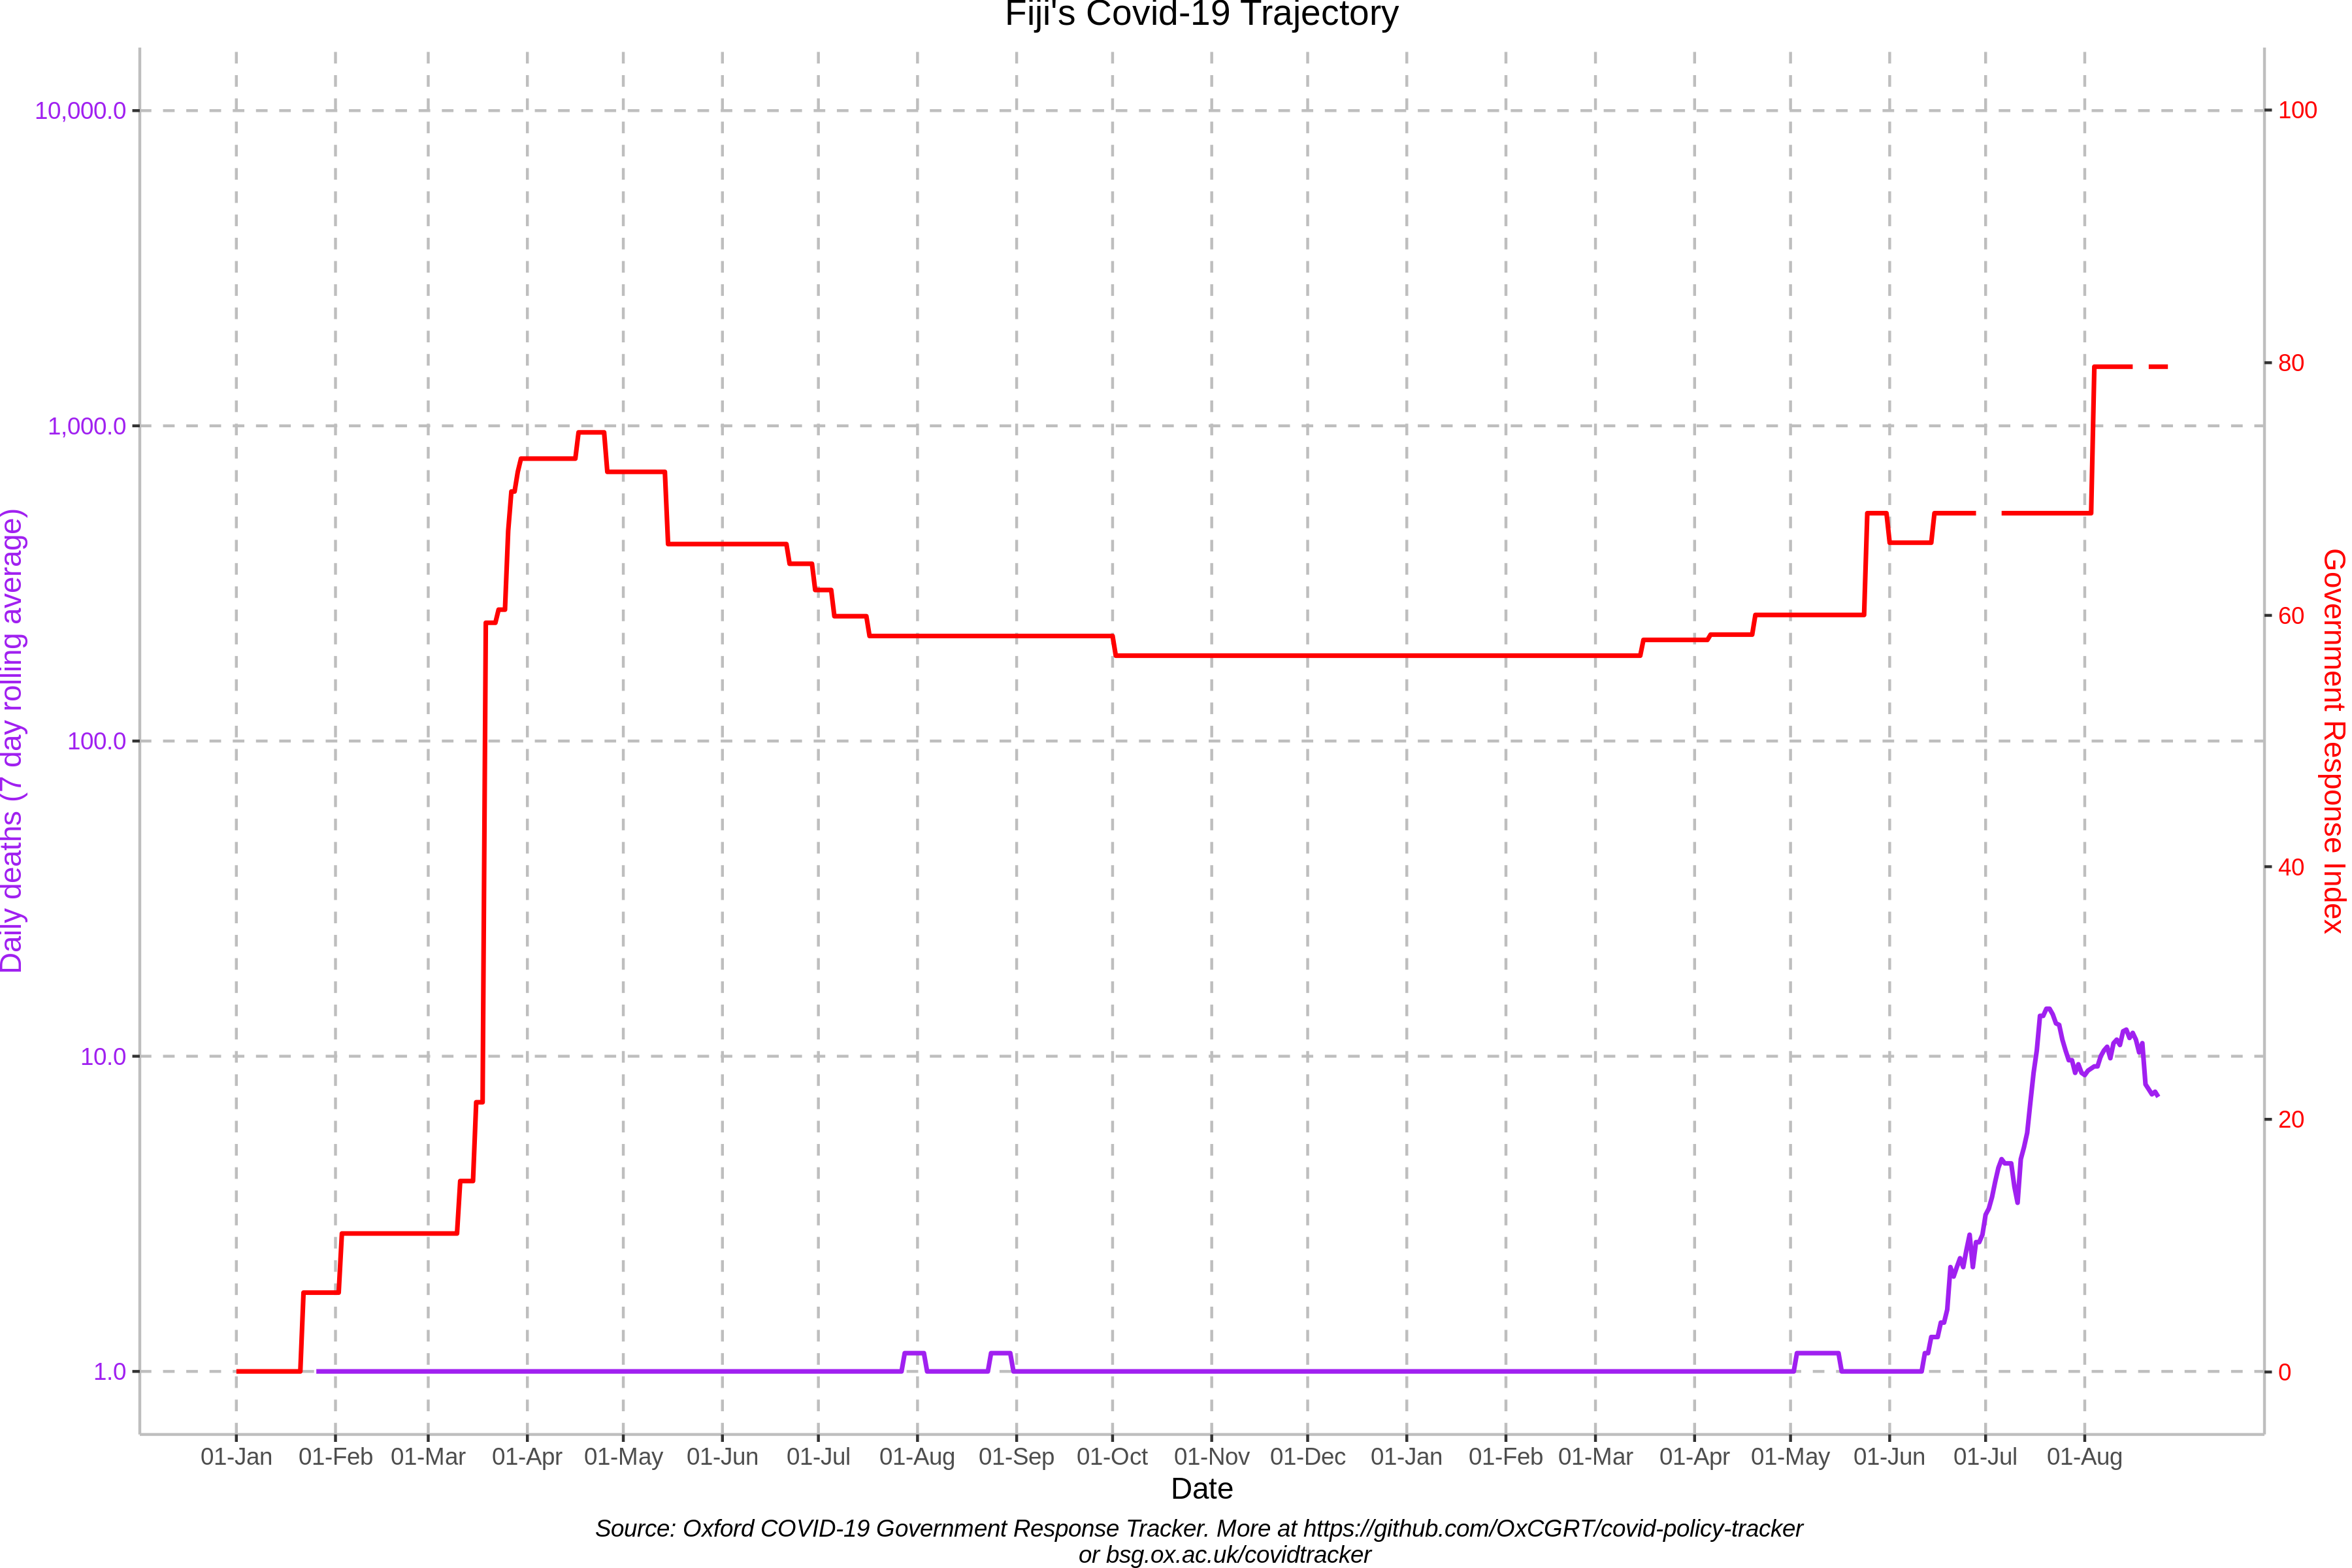 Fiji's Covid-19 Trajectory
10,000.0
1,000.0
100.0
10.0
1.0
Daily deaths (7 day rolling average)
100
80
60
40
20
0
Government Response Index
01-Jan 01-Feb 01-Mar 01-Apr 01-May 01-Jun 01-Jul 01-Aug 01-Sep 01-Oct 01-Nov 01-Dec 01-Jan 01-Feb 01-Mar 01-Apr 01-May 01-Jun 01-Jul 01-Aug
Date
Source: Oxford COVID-19 Government Response Tracker. More at https://github.com/OxCGRT/covid-policy-tracker
or bsg.ox.ac.uk/covidtracker